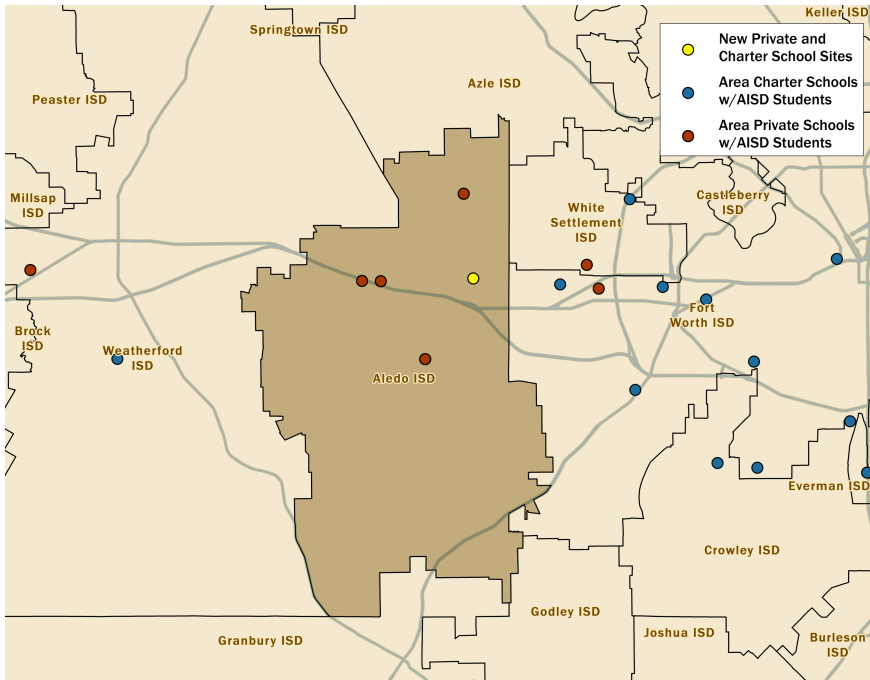 Keller ISD
Springtown ISD
New Private and
Charter School Sites
Area Charter Schools
w/AISD Students
Area Private Schools
w/AISD Students
Azle ISD
Peaster ISD
Millsap
ISD
Castleberry
ISD
White
Settlement
ISD
Fort
Worth ISD
Brock
ISD
Weatherford
ISD
Aledo ISD
Everman ISD
Crowley ISD
Godley ISD
Granbury ISD
Joshua ISD
Burleson
ISD